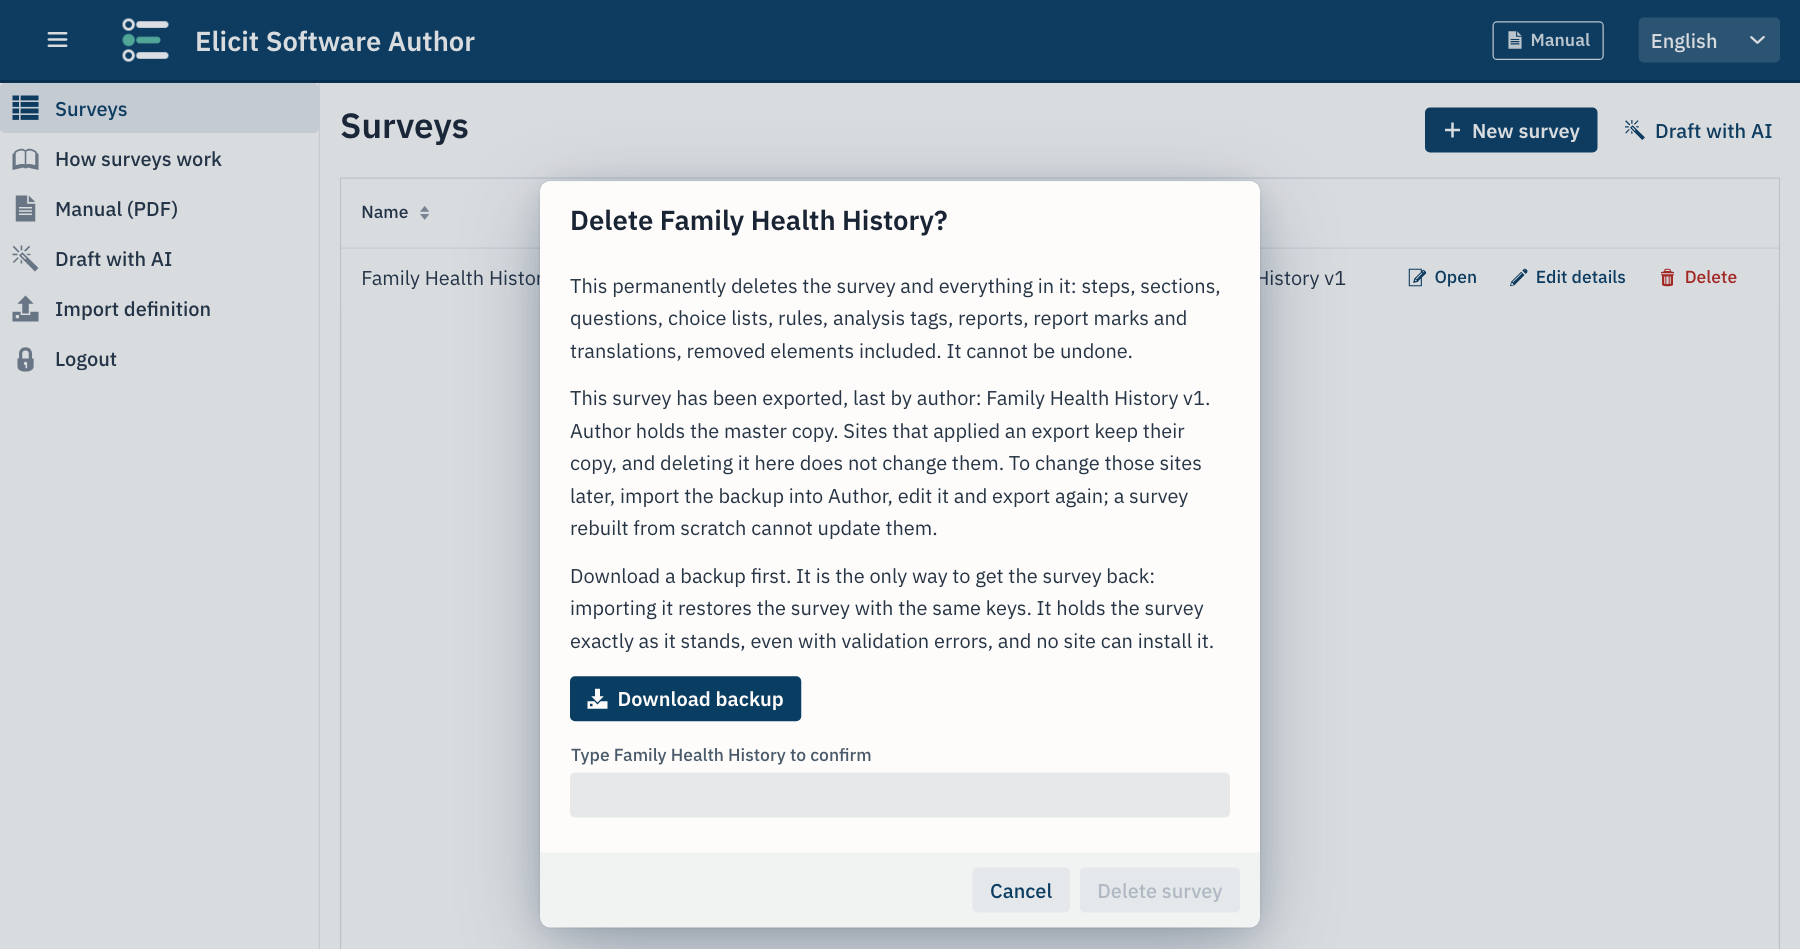 Elicit Software Author
Manual
English
Surveys
How surveys work
Manual (PDF)
Draft with AI
Import definition
Logout
Surveys
New survey
Draft with AI
Name
Family Health
History v1
Open
Edit details
Delete
Delete Family Health History?
This permanently deletes the survey and everything in it: steps, sections,
questions, choice lists, rules, analysis tags, reports, report marks and
translations, removed elements included. It cannot be undone.
This survey has been exported, last by author: Family Health History v1.
Author holds the master copy. Sites that applied an export keep their
copy, and deleting it here does not change them. To change those sites
later, import the backup into Author, edit it and export again; a survey
rebuilt from scratch cannot update them.
Download a backup first. It is the only way to get the survey back:
importing it restores the survey with the same keys. It holds the survey
exactly as it stands, even with validation errors, and no site can install it.
Download backup
Type Family Health History to confirm
Cancel
Delete survey